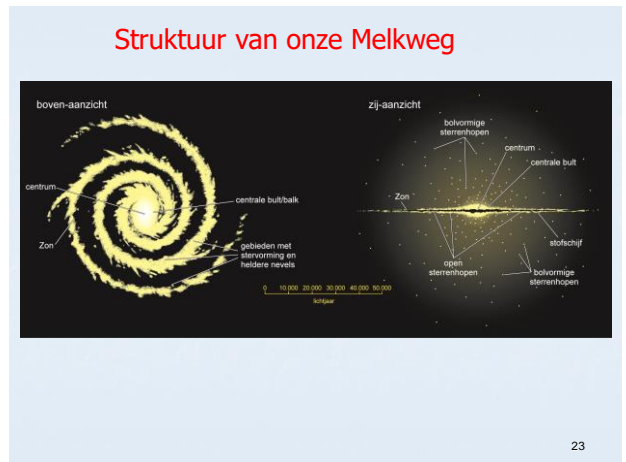 Struktuur van onze Melkweg
boven-aanzicht
centrum
centrale bult/balk
Zon
gebieden met
stervorming en
heldere nevels
0 10.000 20.000 30.000 40.000 50.000
lichtjaar
zij-aanzicht
bolvormige
sterrenhopen
centrum
centrale bult
Zon
stofschijf
open
sterrenhopen
bolvormige
sterrenhopen
23